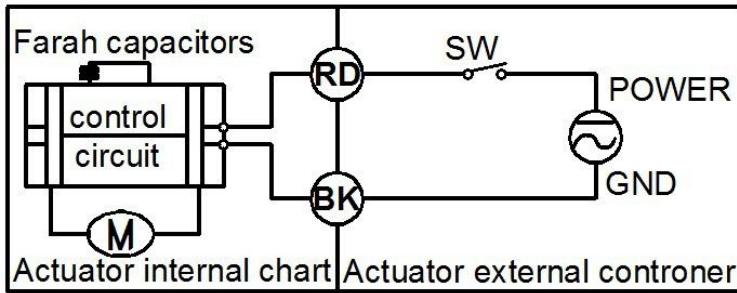 Farah capacitors
control
circuit
M
Actuator internal chart
RD
BK
SW
POWER
GND
Actuator external controner